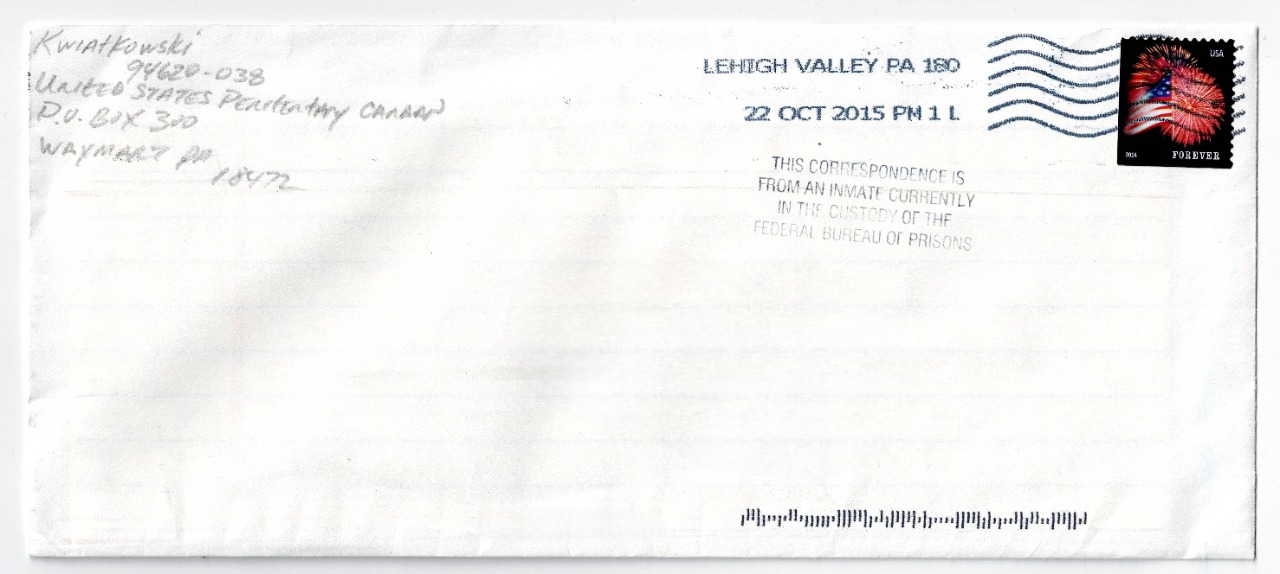 Kwiatkowski
94620-038
UNITED STATES Penitentiary CANAAN
P.O. BOX 300
WAYMART PA
18472
LEHIGH VALLEY PA 180
22 OCT 2015 PM 1 L
USA
2014 FOREVER
THIS CORRESPONDENCE IS
FROM AN INMATE CURRENTLY
IN THE CUSTODY OF THE
FEDERAL BUREAU OF PRISONS